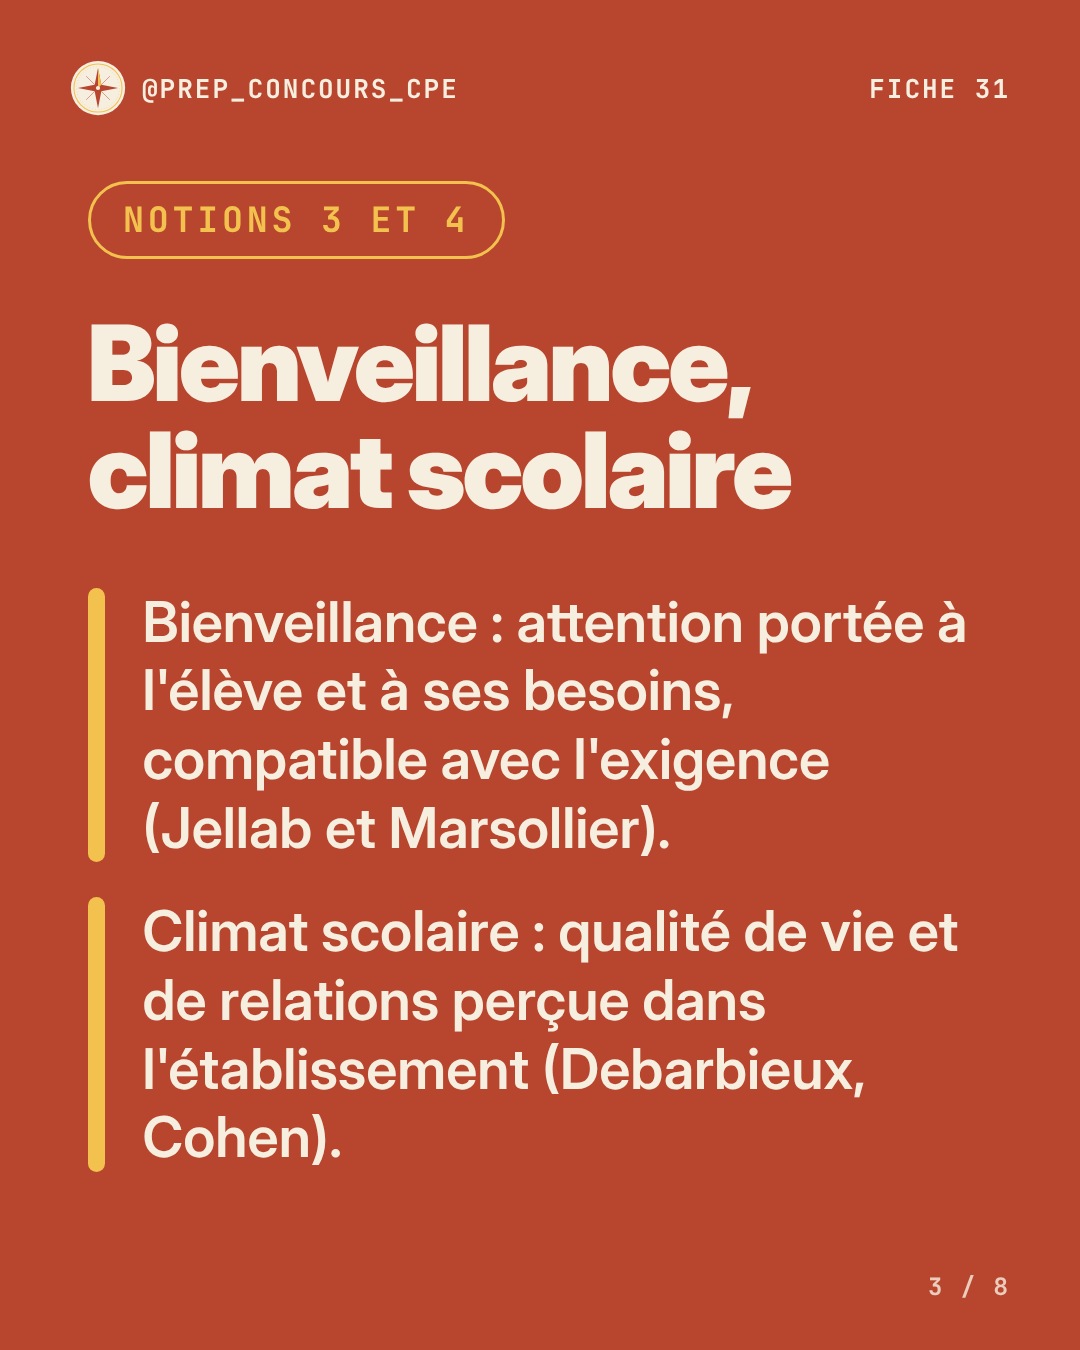 @PREP_CONCOURS_CPE
FICHE 31
NOTIONS 3 ET 4
Bienveillance,
climat scolaire
Bienveillance : attention portée à
l'élève et à ses besoins,
compatible avec l'exigence
(Jellab et Marsollier).
Climat scolaire : qualité de vie et
de relations perçue dans
l'établissement (Debarbieux,
Cohen).
3 / 8